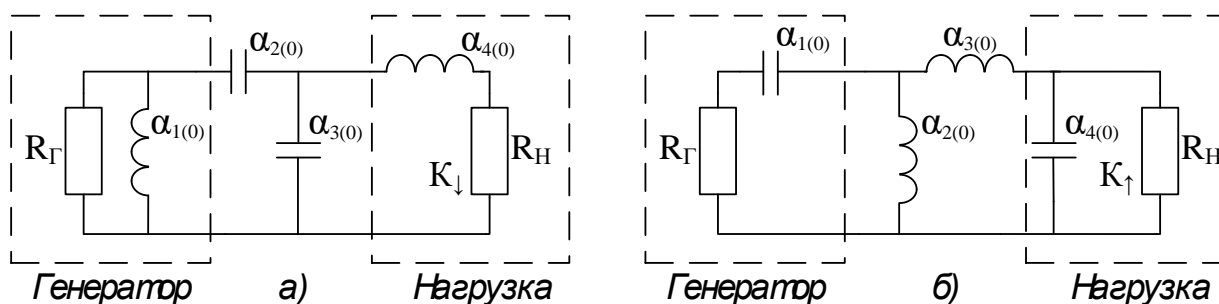 α2(0) α4(0)
RГ α1(0) α3(0) RН
К↓
Генератор а) Нагрузка
α1(0) α3(0)
RГ α2(0) α4(0) RН
К↑
Генератор б) Нагрузка